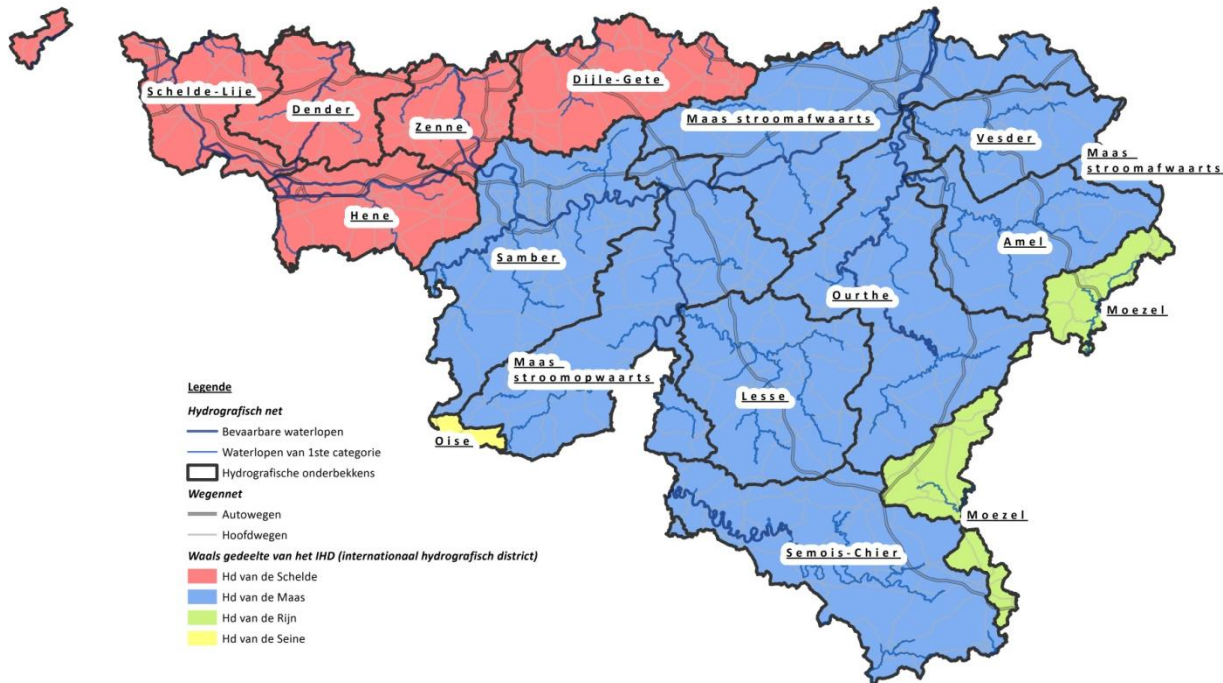 Schelde-Lije
Dender
Zenne
Dijle-Gete
Hene
Maas stroomafwaarts
Vesder
Maas
stroomafwaarts
Amel
Samber
Ourthe
Moezel
Maas
stroomopwaarts
Lesse
Oise
Moezel
Semois-Chier
Legende
Hydrografisch net
Bevaarbare waterlopen
Waterlopen van 1ste categorie
Hydrografische onderbekkens
Wegennet
Autowegen
Hoofdwegen
Waals gedeelte van het IHD (internationaal hydrografisch district)
Hd van de Schelde
Hd van de Maas
Hd van de Rijn
Hd van de Seine